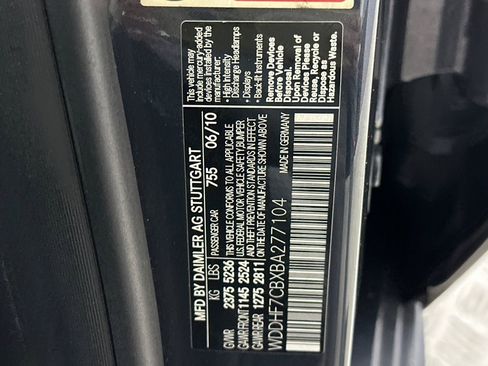 MFD BY DAIMLER AG STUTTGART
PASSENGER CAR 755 06/10
KG LBS
GVWR 2375 5236
GAWR FRONT 1145 2524
GAWR REAR 1275 2811
THIS VEHICLE CONFORMS TO ALL APPLICABLE
U.S. FEDERAL MOTOR VEHICLE SAFETY, BUMPER
AND THEFT PREVENTION STANDARDS IN EFFECT
ON THE DATE OF MANUFACTURE SHOWN ABOVE
WDDHF7CBXBA277104
MADE IN GERMANY
This vehicle may
include mercury-added
devices installed by the
manufacturer:
• High Intensity
Discharge Headlamps
• Displays
• Back-lit Instruments
Remove Devices
Before Vehicle
Disposal.
Upon Removal of
Devices Please
Reuse, Recycle or
Dispose as
Hazardous Waste.